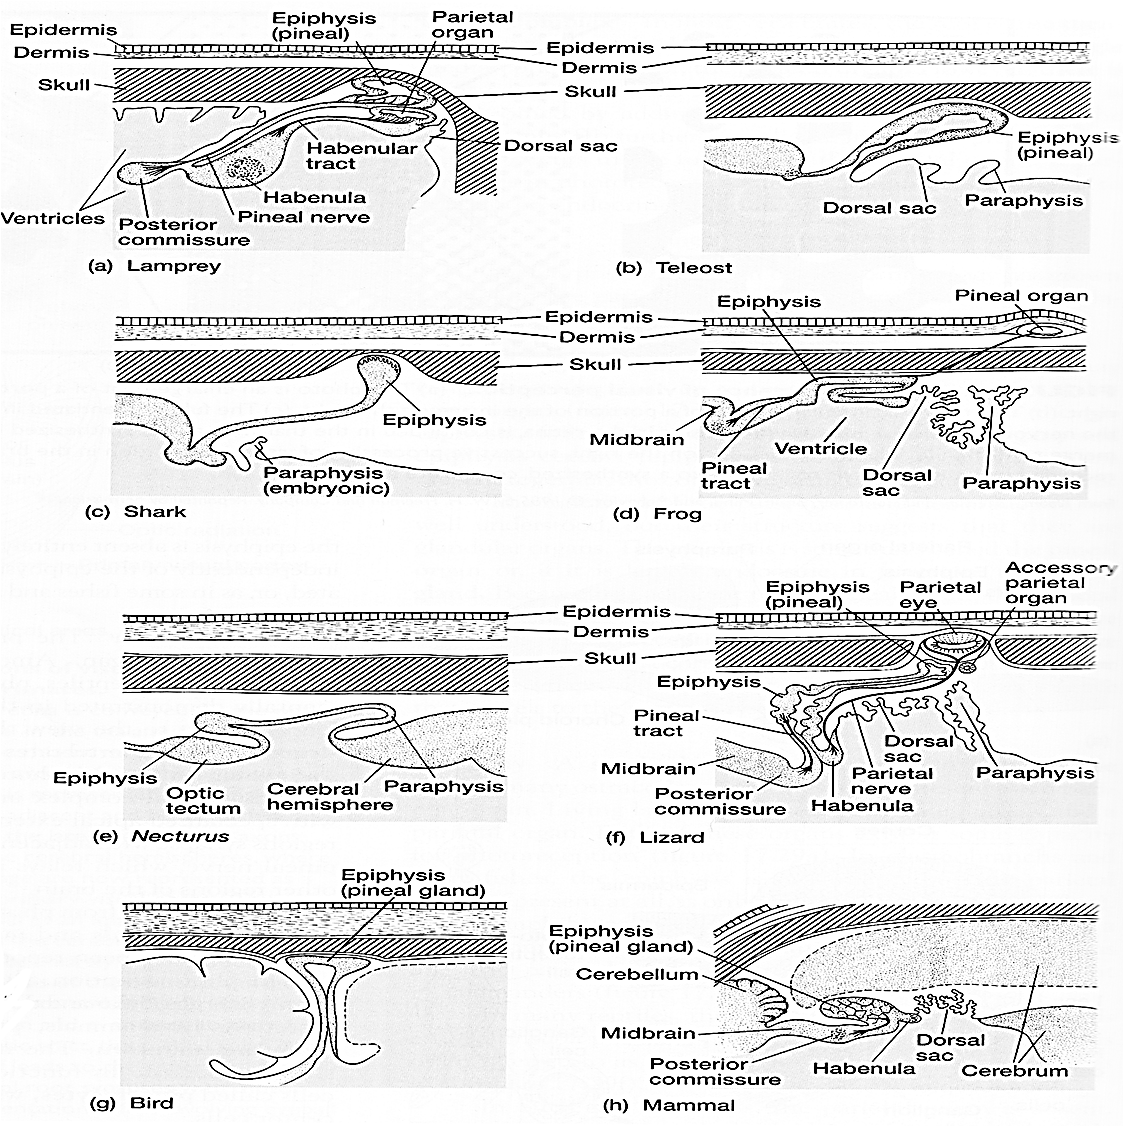 Epiphysis
(pineal)
Parietal
organ
Epidermis
Dermis
Skull
Habenular
tract
Dorsal sac
Habenula
Pineal nerve
Ventricles
Posterior
commissure
(a) Lamprey
Epidermis
Dermis
Skull
Epiphysis
(pineal)
Dorsal sac
Paraphysis
(b) Teleost
Epidermis
Dermis
Skull
Epiphysis
Paraphysis
(embryonic)
(c) Shark
Epiphysis
Pineal organ
Midbrain
Pineal
tract
Ventricle
Dorsal
sac
Paraphysis
(d) Frog
Epidermis
Dermis
Skull
Epiphysis
Optic
tectum
Cerebral
hemisphere
Paraphysis
(e) Necturus
Epiphysis
(pineal)
Parietal
eye
Accessory
parietal
organ
Epiphysis
Pineal
tract
Midbrain
Posterior
commissure
Dorsal
sac
Parietal
nerve
Habenula
Paraphysis
(f) Lizard
Epiphysis
(pineal gland)
(g) Bird
Epiphysis
(pineal gland)
Cerebellum
Midbrain
Posterior
commissure
Habenula
Dorsal
sac
Cerebrum
(h) Mammal